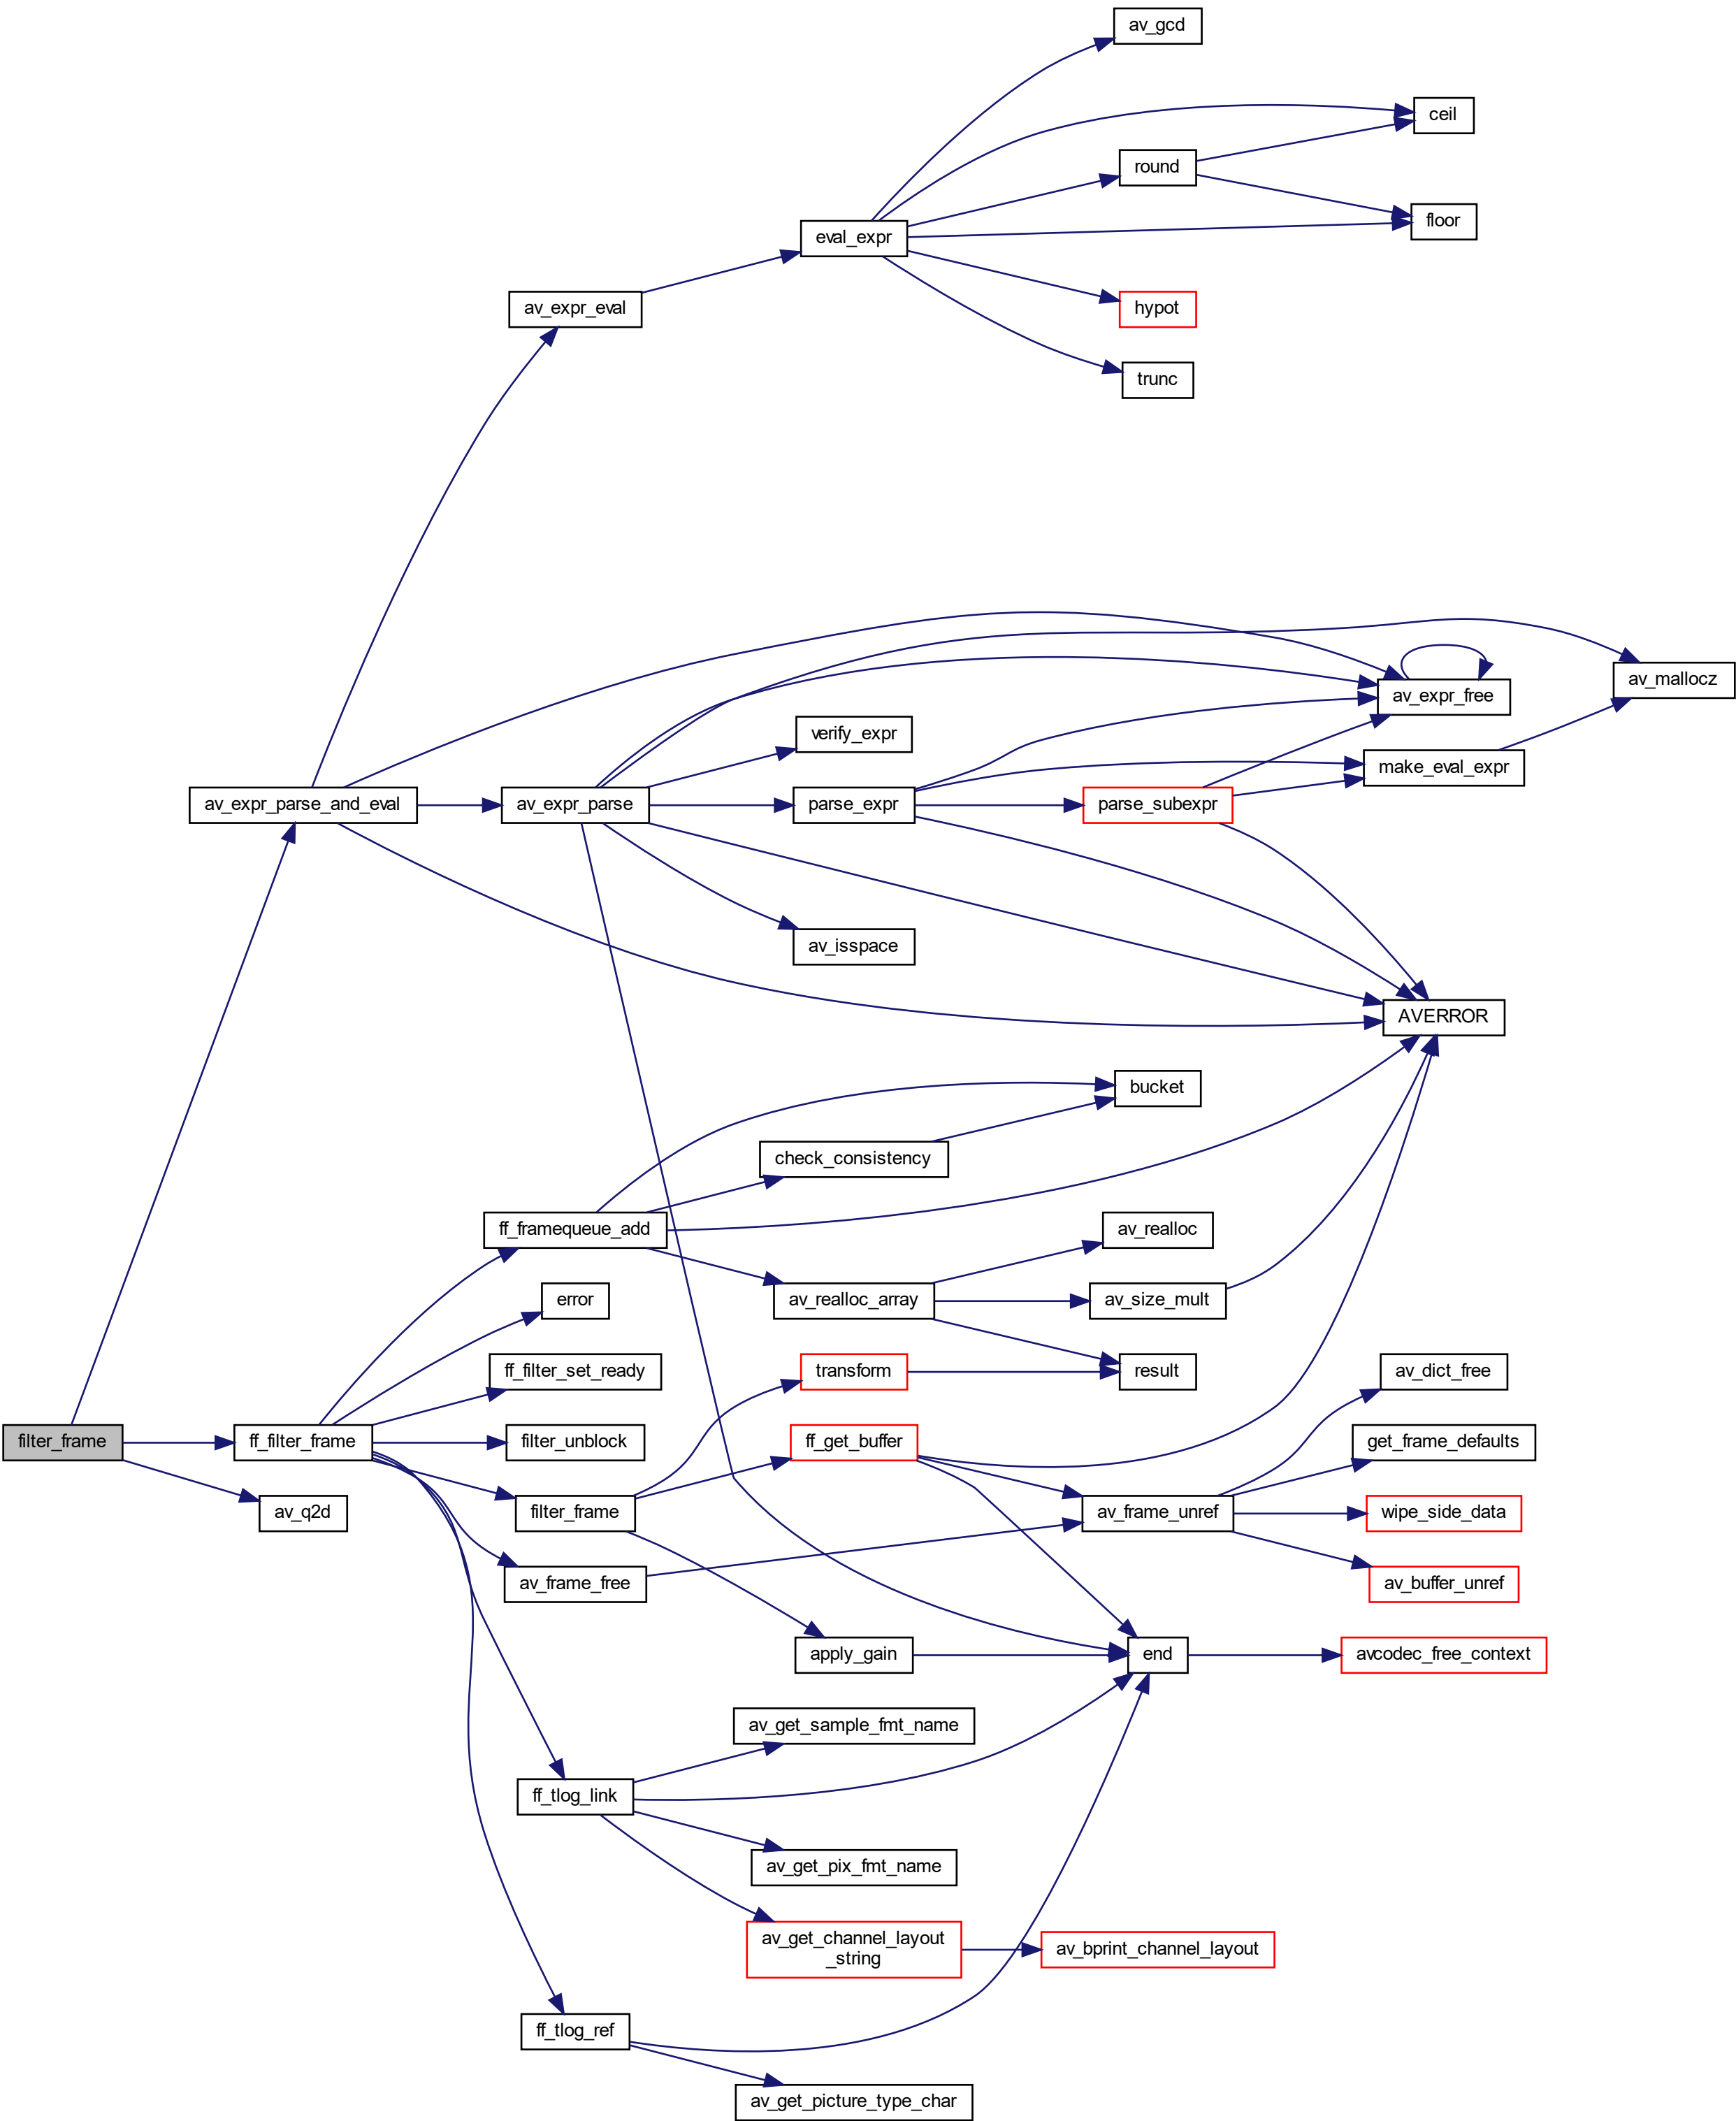 av_gcd
ceil
round
floor
eval_expr
hypot
av_expr_eval
trunc
av_mallocz
av_expr_free
verify_expr
make_eval_expr
av_expr_parse_and_eval
av_expr_parse
parse_expr
parse_subexpr
av_isspace
AVERROR
bucket
check_consistency
ff_framequeue_add
av_realloc
error
av_realloc_array
av_size_mult
ff_filter_set_ready
transform
result
av_dict_free
filter_frame
ff_filter_frame
filter_unblock
ff_get_buffer
get_frame_defaults
av_q2d
filter_frame
av_frame_unref
wipe_side_data
av_frame_free
av_buffer_unref
apply_gain
end
avcodec_free_context
av_get_sample_fmt_name
ff_tlog_link
av_get_pix_fmt_name
av_get_channel_layout
_string
av_bprint_channel_layout
ff_tlog_ref
av_get_picture_type_char